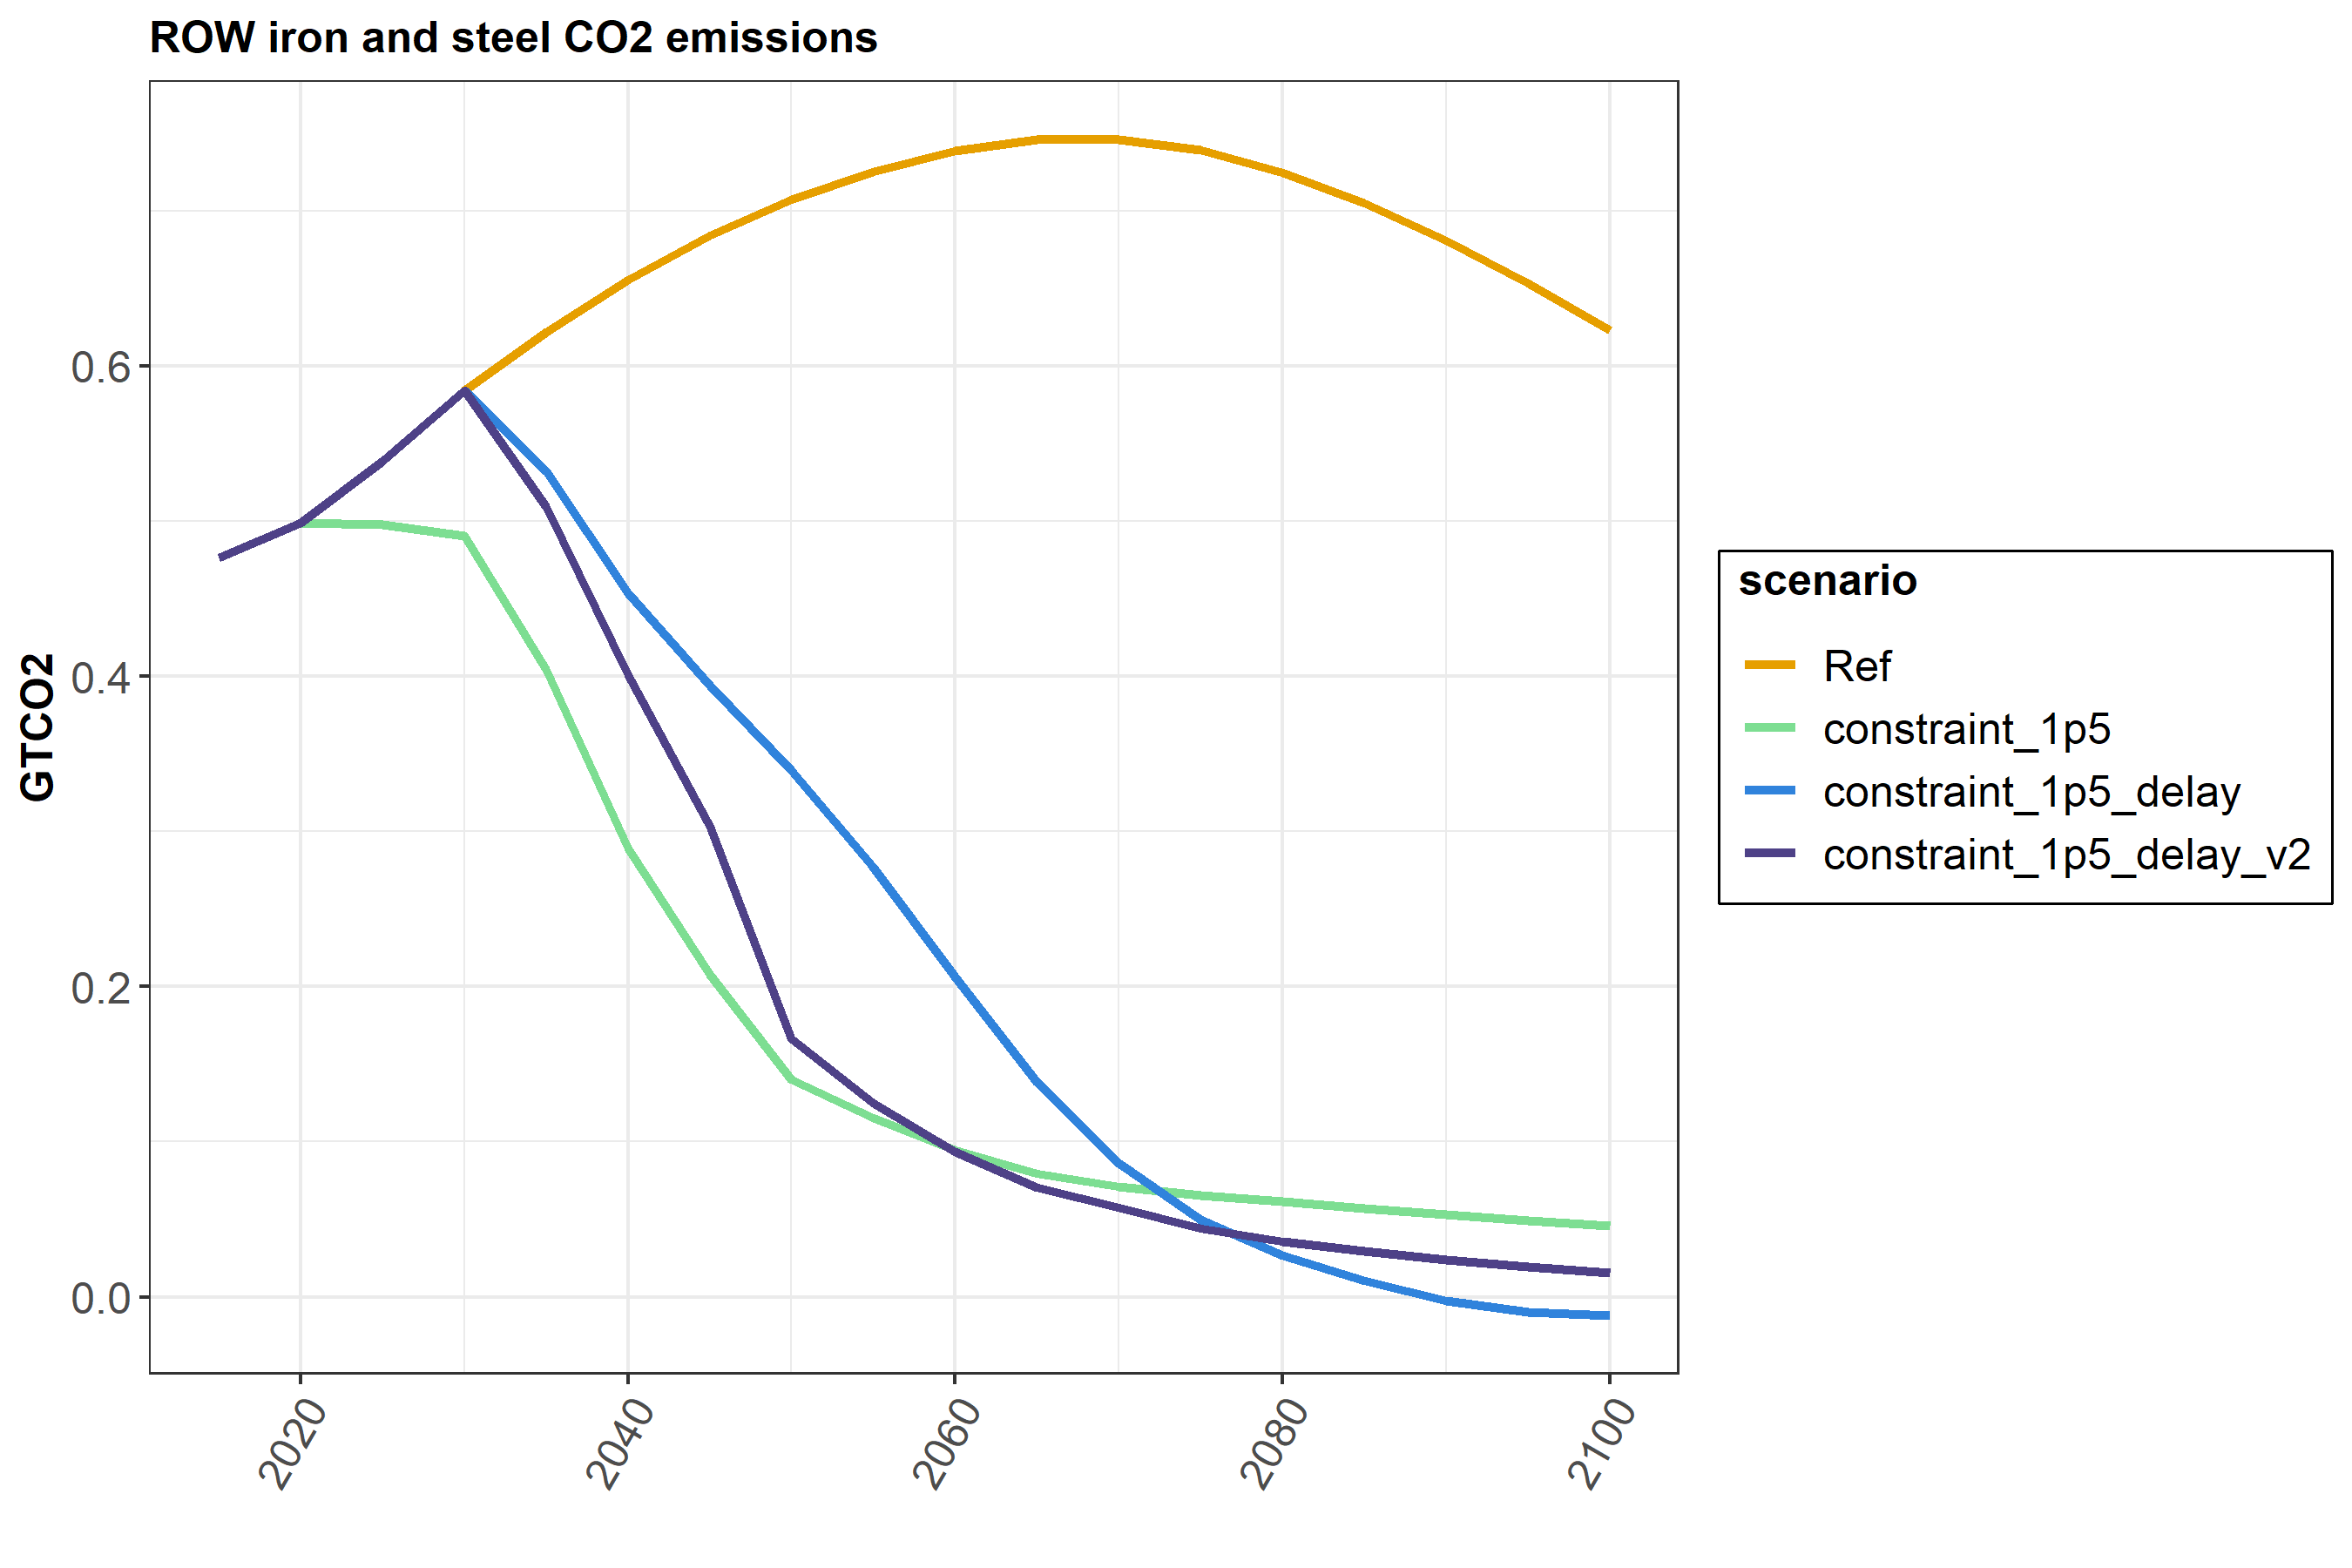 ROW iron and steel CO2 emissions
GTCO2
0.6
0.4
0.2
0.0
2020
2040
2060
2080
2100
scenario
Ref
constraint_1p5
constraint_1p5_delay
constraint_1p5_delay_v2